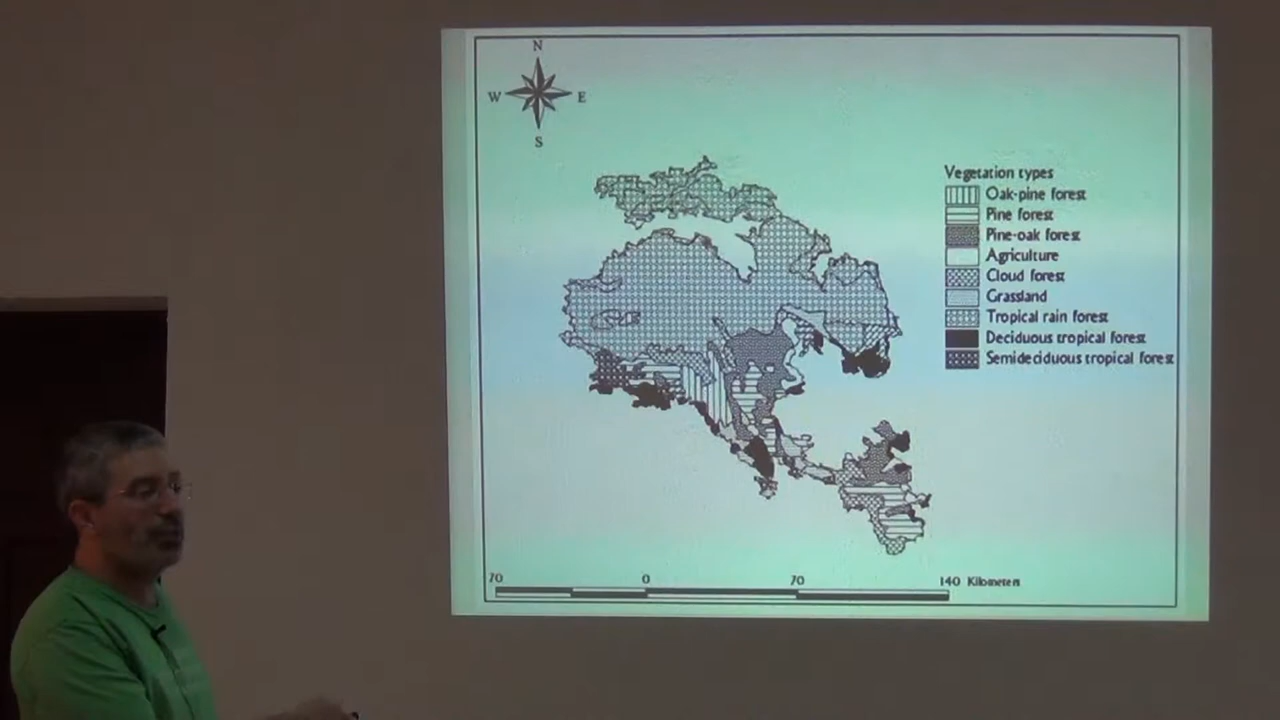 N
W E
S
Vegetation types
Oak-pine forest
Pine forest
Pine-oak forest
Agriculture
Cloud forest
Grassland
Tropical rain forest
Deciduous tropical forest
Semideciduous tropical forest
70 0 70 140 Kilometers